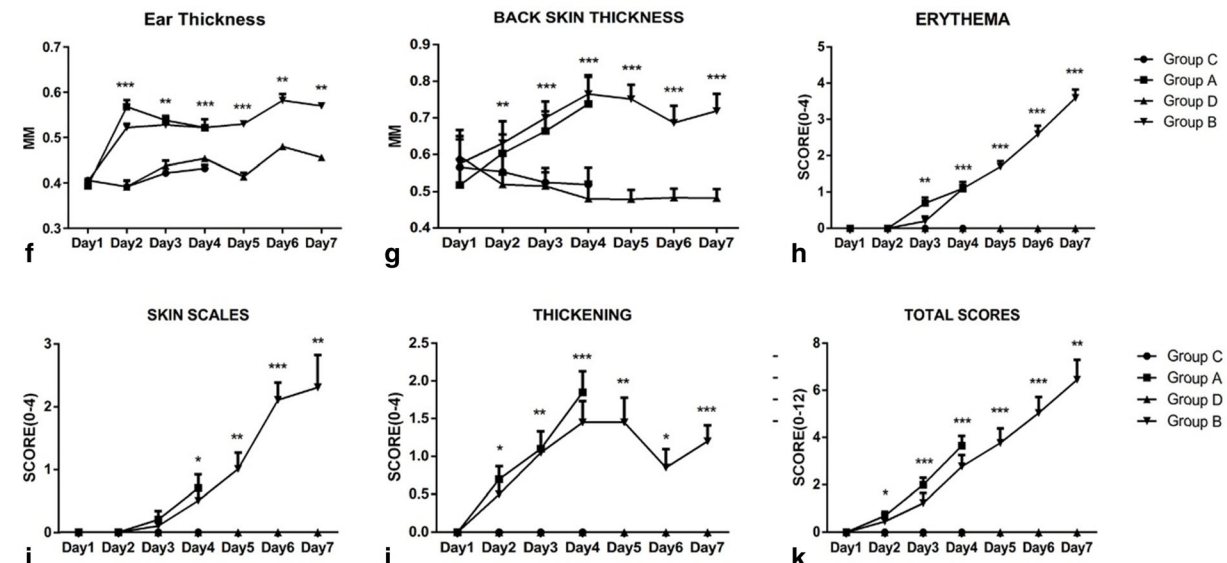 Ear Thickness
BACK SKIN THICKNESS
ERYTHEMA
0.7
0.6
0.5
0.4
0.3
MM
***
**
***
***
**
**
Day1 Day2 Day3 Day4 Day5 Day6 Day7
f
0.9
0.8
0.7
0.6
0.5
0.4
MM
**
***
***
***
***
***
Day1 Day2 Day3 Day4 Day5 Day6 Day7
g
5
4
3
2
1
0
SCORE(0-4)
**
***
***
***
***
Day1 Day2 Day3 Day4 Day5 Day6 Day7
h
Group C
Group A
Group D
Group B
SKIN SCALES
THICKENING
TOTAL SCORES
3
2
1
0
SCORE(0-4)
*
**
***
**
Day1 Day2 Day3 Day4 Day5 Day6 Day7
2.5
2.0
1.5
1.0
0.5
0.0
SCORE(0-4)
*
**
***
**
*
***
Day1 Day2 Day3 Day4 Day5 Day6 Day7
8
6
4
2
0
SCORE(0-12)
*
***
***
***
***
**
Day1 Day2 Day3 Day4 Day5 Day6 Day7
k
Group C
Group A
Group D
Group B